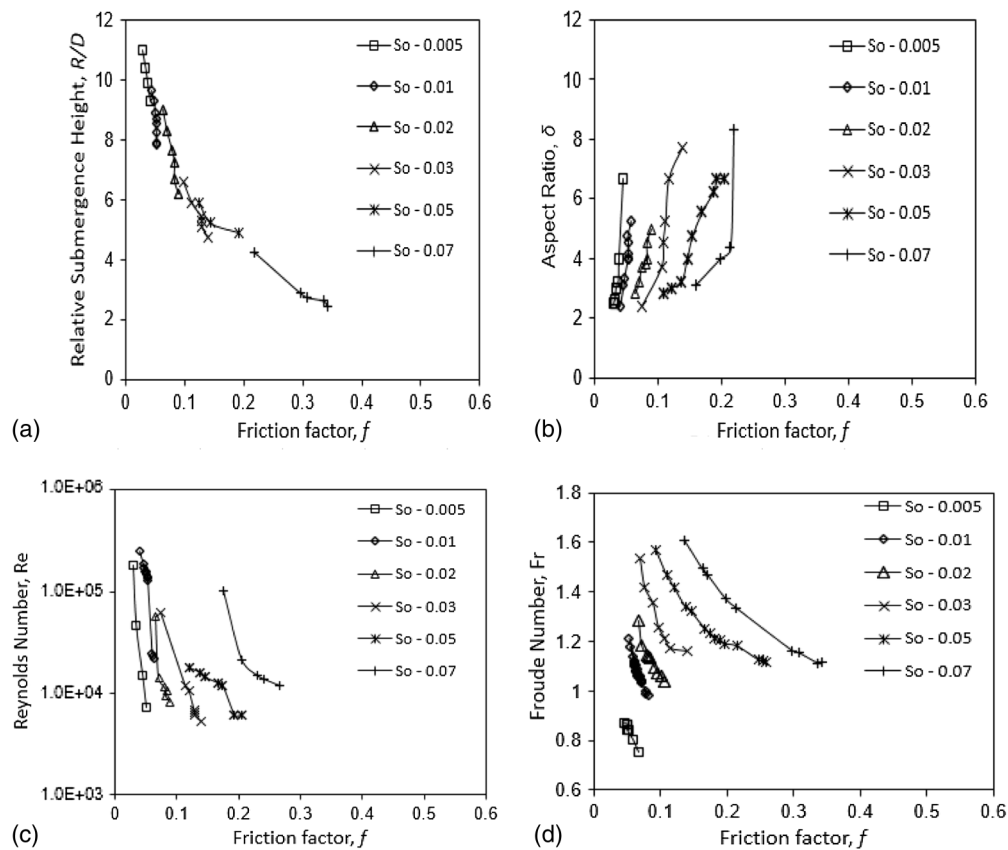 12
10
8
6
4
2
0
Relative Submergence Height, R/D
0 0.1 0.2 0.3 0.4 0.5 0.6
Friction factor, f
So - 0.005
So - 0.01
So - 0.02
So - 0.03
So - 0.05
So - 0.07
(a)
12
10
8
6
4
2
0
Aspect Ratio, δ
0 0.1 0.2 0.3 0.4 0.5 0.6
Friction factor, f
So - 0.005
So - 0.01
So - 0.02
So - 0.03
So - 0.05
So - 0.07
(b)
1.0E+06
1.0E+05
1.0E+04
1.0E+03
Reynolds Number, Re
0 0.1 0.2 0.3 0.4 0.5 0.6
Friction factor, f
So - 0.005
So - 0.01
So - 0.02
So - 0.03
So - 0.05
So - 0.07
(c)
1.8
1.6
1.4
1.2
1
0.8
0.6
Froude Number, Fr
0 0.1 0.2 0.3 0.4 0.5 0.6
Friction factor, f
So - 0.005
So - 0.01
So - 0.02
So - 0.03
So - 0.05
So - 0.07
(d)